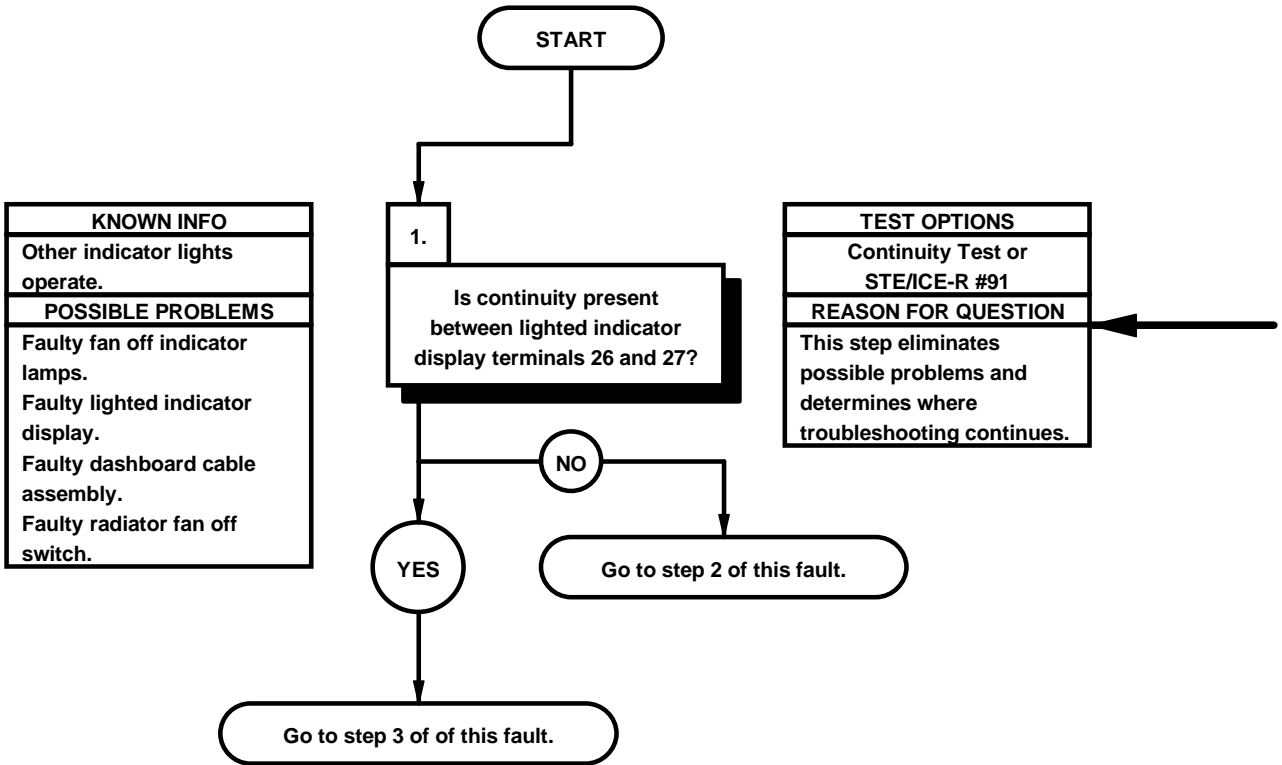 START
KNOWN INFO
Other indicator lights
operate.
POSSIBLE PROBLEMS
Faulty fan off indicator
lamps.
Faulty lighted indicator
display.
Faulty dashboard cable
assembly.
Faulty radiator fan off
switch.
1.
Is continuity present
between lighted indicator
display terminals 26 and 27?
TEST OPTIONS
Continuity Test or
STE/ICE-R #91
REASON FOR QUESTION
This step eliminates
possible problems and
determines where
troubleshooting continues.
NO
YES
Go to step 2 of this fault.
Go to step 3 of of this fault.